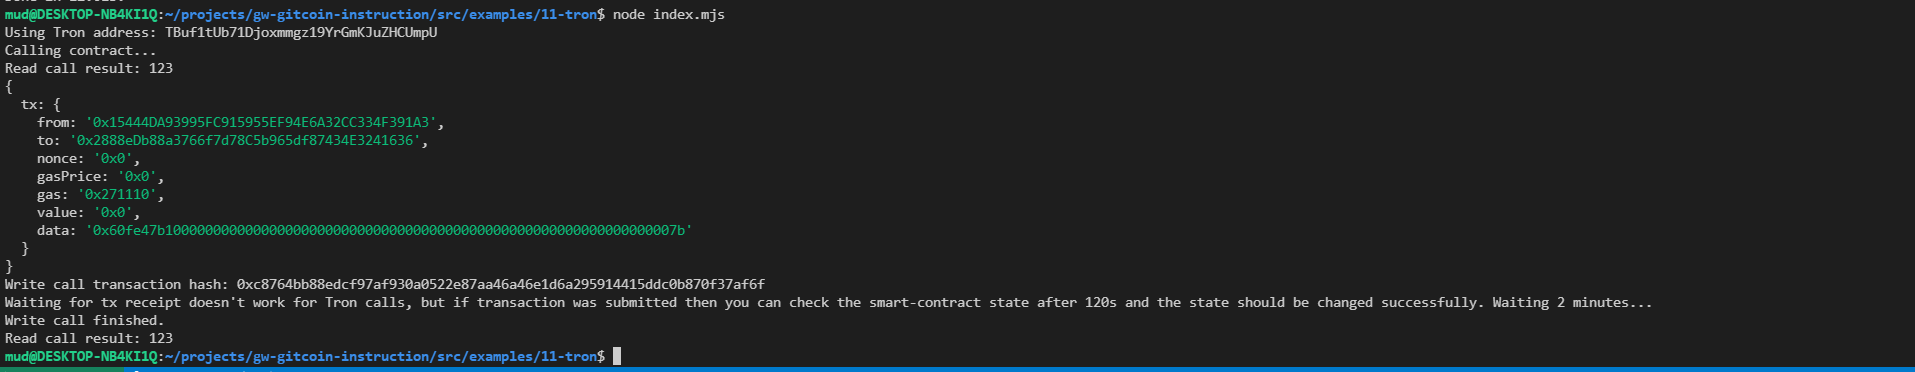 mud@DESKTOP-NB4KI1Q:~/projects/gw-gitcoin-instruction/src/examples/11-tron$ node index.mjs
Using Tron address: TBuf1tUb71Djoxmmgz19YrGmKJuZHCUmpU
Calling contract...
Read call result: 123
{
  tx: {
    from: '0x15444DA93995FC915955EF94E6A32CC334F391A3',
    to: '0x2888eDb88a3766f7d78C5b965df87434E3241636',
    nonce: '0x0',
    gasPrice: '0x0',
    gas: '0x271110',
    value: '0x0',
    data: '0x60fe47b1000000000000000000000000000000000000000000000000000000000000007b'
  }
}
Write call transaction hash: 0xc8764bb88edcf97af930a0522e87aa46a46e1d6a295914415ddc0b870f37af6f
Waiting for tx receipt doesn't work for Tron calls, but if transaction was submitted then you can check the smart-contract state after 120s and the state should be changed successfully. Waiting 2 minutes...
Write call finished.
Read call result: 123
mud@DESKTOP-NB4KI1Q:~/projects/gw-gitcoin-instruction/src/examples/11-tron$